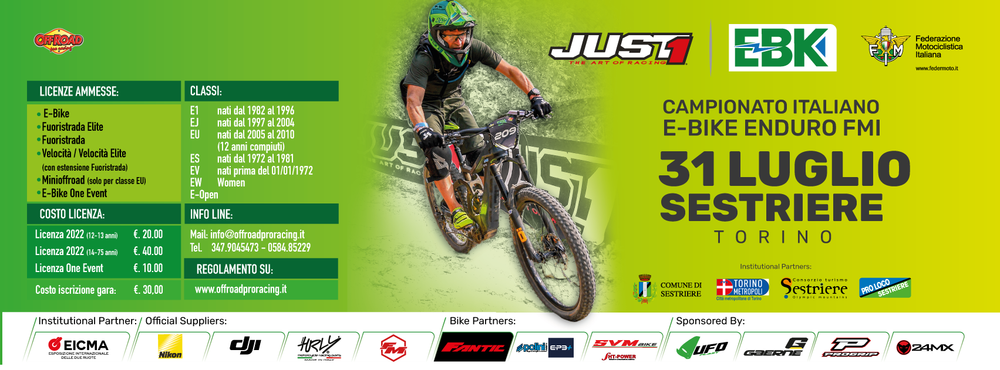 OFFROAD
pro racing
LICENZE AMMESSE:
• E-Bike
• Fuoristrada Elite
• Fuoristrada
• Velocità / Velocità Elite
(con estensione Fuoristrada)
• Minioffroad (solo per classe EU)
• E-Bike One Event
COSTO LICENZA:
Licenza 2022 (12-13 anni) €. 20.00
Licenza 2022 (14-75 anni) €. 40.00
Licenza One Event €. 10.00
Costo iscrizione gara: €. 30,00
CLASSI:
E1 nati dal 1982 al 1996
EJ nati dal 1997 al 2004
EU nati dal 2005 al 2010
(12 anni compiuti)
ES nati dal 1972 al 1981
EV nati prima del 01/01/1972
EW Women
E-Open
INFO LINE:
Mail: info@offroadproracing.it
Tel. 347.9045473 - 0584.85229
REGOLAMENTO SU:
www.offroadproracing.it
EBK
209
JUST1
THE ART OF RACING
EBK
FXM
Federazione
Motociclistica
Italiana
www.federmoto.it
CAMPIONATO ITALIANO
E-BIKE ENDURO FMI
31 LUGLIO
SESTRIERE
TORINO
Institutional Partners:
COMUNE DI
SESTRIERE
TORINO
METROPOLI
Città metropolitana di Torino
Consorzio turismo
Sestriere
Olympic mountains
PRO LOCO
SESTRIERE
Institutional Partner:
EICMA
ESPOSIZIONE INTERNAZIONALE
DELLE DUE RUOTE
Official Suppliers:
Nikon
dji
HRLY
motorcycle racing parts
MADE IN ITALY
FM
Bike Partners:
FANTIC
polini
EP3+
SVM BIKE
HT-POWER
Sponsored By:
UFO
PLAST
G
GAERNE
P
PROGRIP
24MX